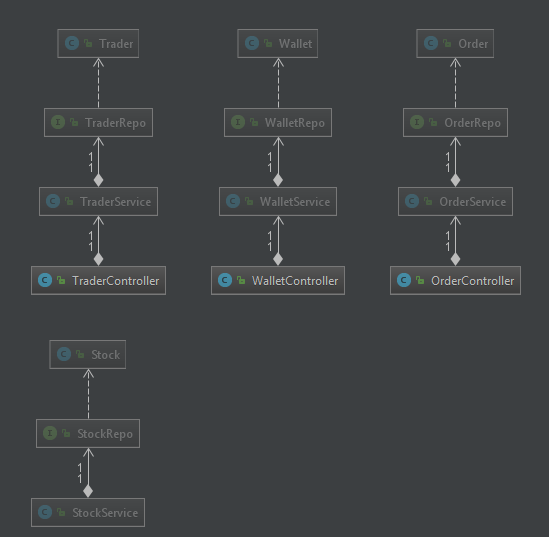 C Trader
C Wallet
C Order
I TraderRepo
I WalletRepo
I OrderRepo
1
1
1
1
1
1
C TraderService
C WalletService
C OrderService
1
1
1
1
1
1
C TraderController
C WalletController
C OrderController
C Stock
I StockRepo
1
1
C StockService